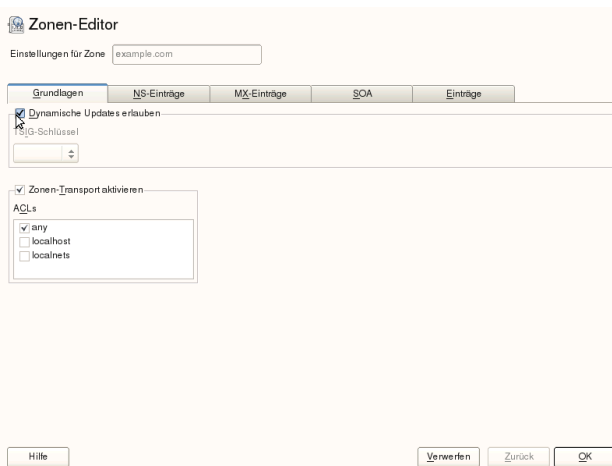 Zonen-Editor
Einstellungen für Zone example.com
Grundlagen NS-Einträge MX-Einträge SOA Einträge
Dynamische Updates erlauben
TSIG-Schlüssel
Zonen-Transport aktivieren
ACLs
any
localhost
localnets
Hilfe Verwerfen Zurück OK